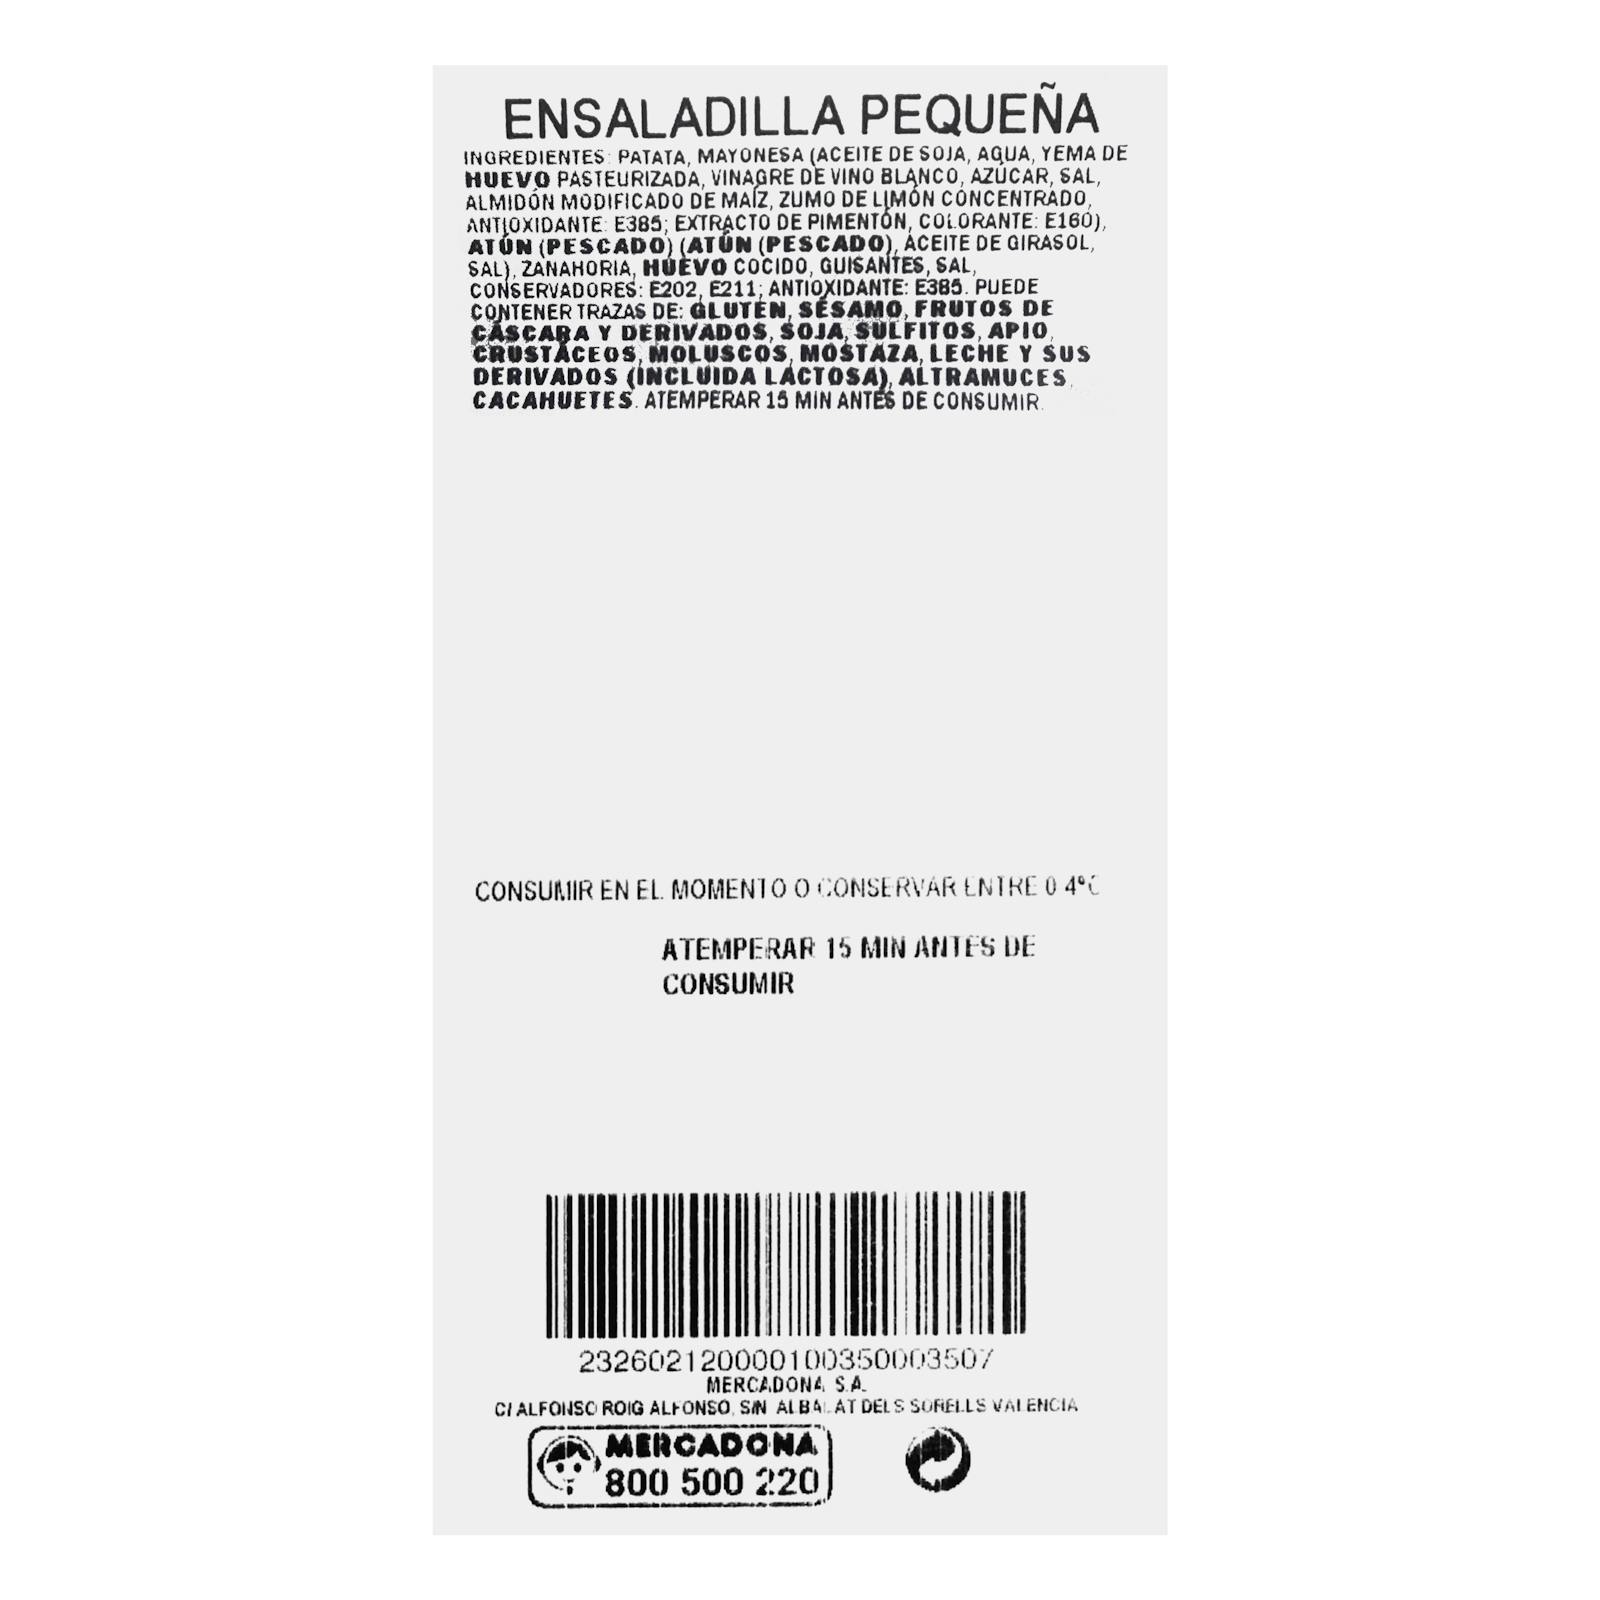 ENSALADILLA PEQUEÑA
INGREDIENTES: PATATA, MAYONESA (ACEITE DE SOJA, AGUA, YEMA DE
HUEVO PASTEURIZADA, VINAGRE DE VINO BLANCO, AZÚCAR, SAL,
ALMIDÓN MODIFICADO DE MAÍZ, ZUMO DE LIMÓN CONCENTRADO,
ANTIOXIDANTE: E385; EXTRACTO DE PIMENTÓN, COLORANTE: E160),
ATÚN (PESCADO) (ATÚN (PESCADO), ACEITE DE GIRASOL,
SAL), ZANAHORIA, HUEVO COCIDO, GUISANTES, SAL,
CONSERVADORES: E202, E211; ANTIOXIDANTE: E385. PUEDE
CONTENER TRAZAS DE: GLUTEN, SÉSAMO, FRUTOS DE
CÁSCARA Y DERIVADOS, SOJA, SULFITOS, APIO,
CRUSTÁCEOS, MOLUSCOS, MOSTAZA, LECHE Y SUS
DERIVADOS (INCLUIDA LACTOSA), ALTRAMUCES,
CACAHUETES. ATEMPERAR 15 MIN ANTES DE CONSUMIR.
CONSUMIR EN EL MOMENTO O CONSERVAR ENTRE 0 4ºC
ATEMPERAR 15 MIN ANTES DE
CONSUMIR
2326021200001003500003507
MERCADONA S.A.
C/ ALFONSO ROIG ALFONSO, S/N ALBALAT DELS SORELLS VALENCIA
MERCADONA
800 500 220